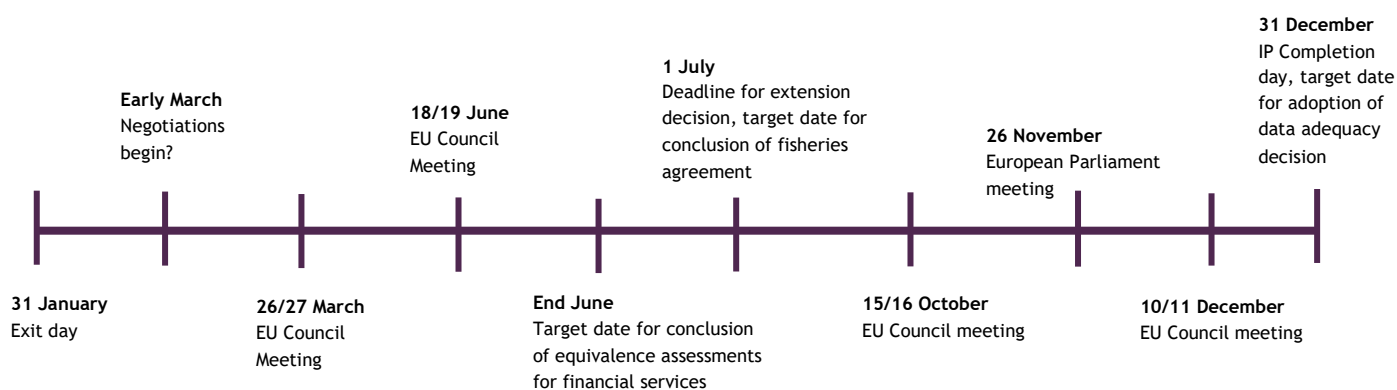 31 January
Exit day
Early March
Negotiations
begin?
26/27 March
EU Council
Meeting
18/19 June
EU Council
Meeting
End June
Target date for conclusion
of equivalence assessments
for financial services
1 July
Deadline for extension
decision, target date for
conclusion of fisheries
agreement
15/16 October
EU Council meeting
26 November
European Parliament
meeting
10/11 December
EU Council meeting
31 December
IP Completion
day, target date
for adoption of
data adequacy
decision